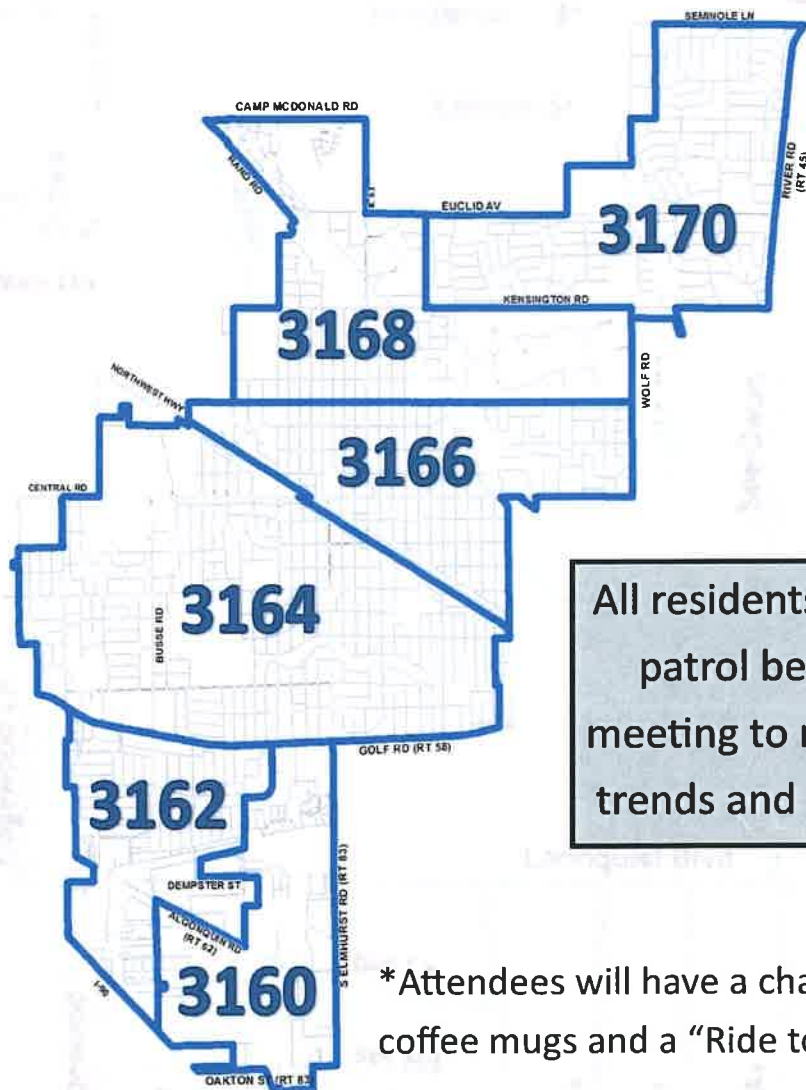 SEMINOLE LN
CAMP MCDONALD RD
RAND RD
RIVER RD
(RT 45)
EUCLID AV
3170
KENSINGTON RD
3168
NORTHWEST HWY
WOLF RD
3166
CENTRAL RD
3164
BUSSE RD
All residents
patrol be
meeting to
trends and
GOLF RD (RT 58)
3162
DEMPSTER ST
ALGONQUIN RD
(RT 62)
S ELMHURST RD (RT 83)
3160
I-90
*Attendees will have a cha
coffee mugs and a “Ride to
OAKTON ST (RT 83)